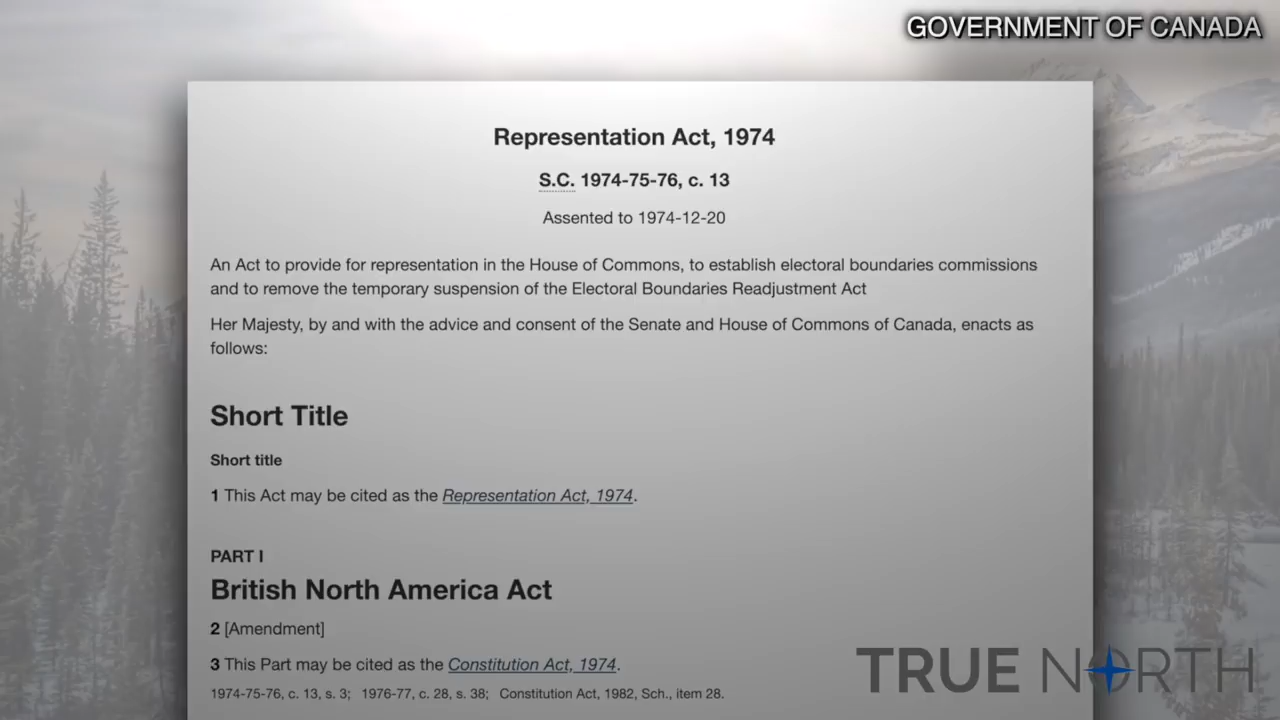 GOVERNMENT OF CANADA
Representation Act, 1974
S.C. 1974-75-76, c. 13
Assented to 1974-12-20
An Act to provide for representation in the House of Commons, to establish electoral boundaries commissions
and to remove the temporary suspension of the Electoral Boundaries Readjustment Act
Her Majesty, by and with the advice and consent of the Senate and House of Commons of Canada, enacts as
follows:
Short Title
Short title
1 This Act may be cited as the Representation Act, 1974.
PART I
British North America Act
2 [Amendment]
3 This Part may be cited as the Constitution Act, 1974.
1974-75-76, c. 13, s. 3; 1976-77, c. 28, s. 38; Constitution Act, 1982, Sch., item 28.
TRUE NORTH